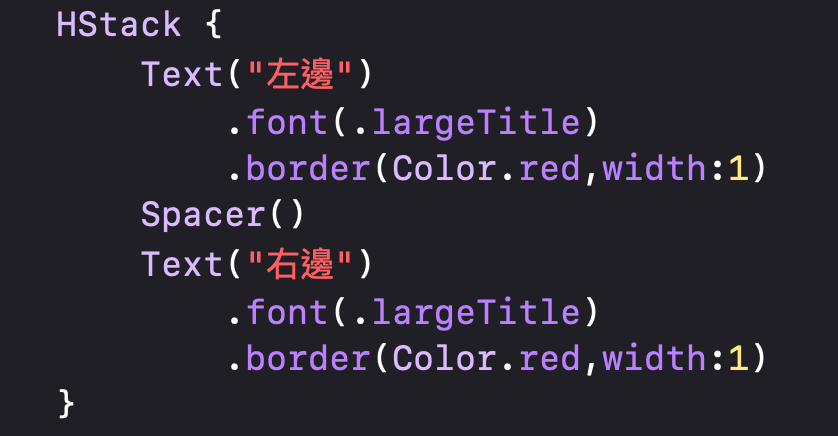 HStack {
Text("左邊")
.font(.largeTitle)
.border(Color.red,width:1)
Spacer()
Text("右邊")
.font(.largeTitle)
.border(Color.red,width:1)
}